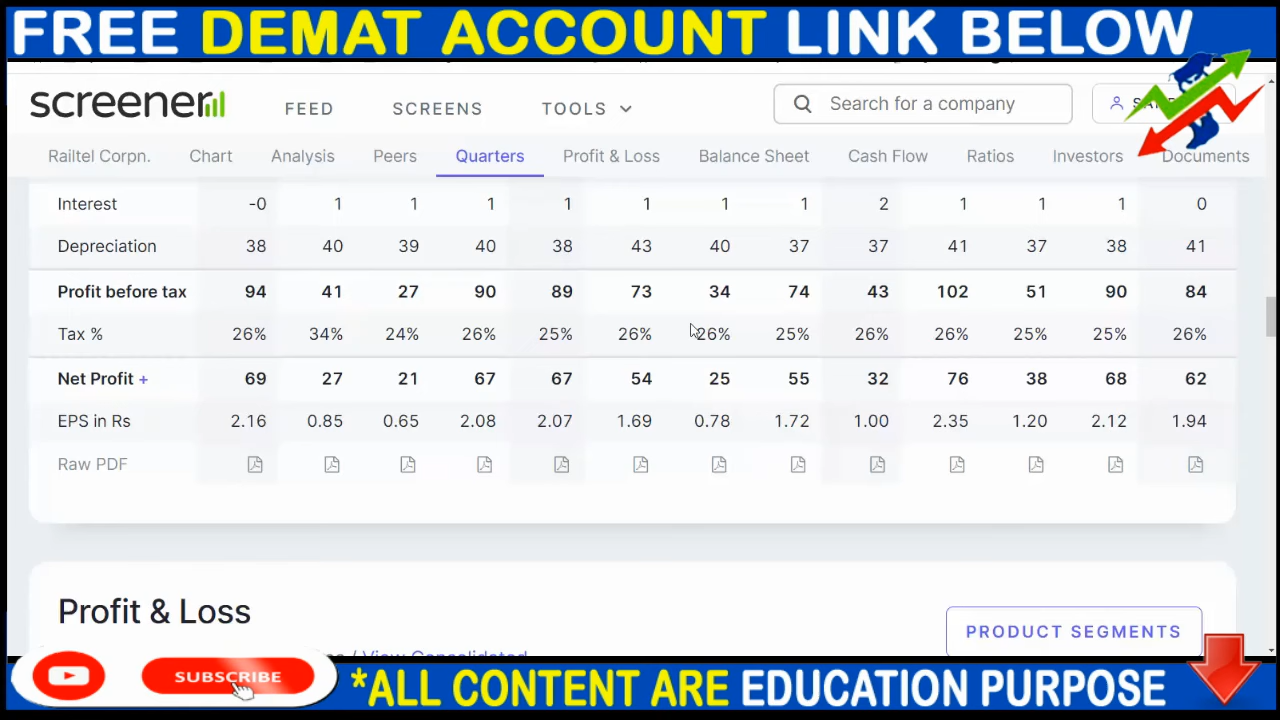 FREE DEMAT ACCOUNT LINK BELOW
screener
FEED SCREENS TOOLS
Search for a company
Railtel Corpn. Chart Analysis Peers Quarters Profit & Loss Balance Sheet Cash Flow Ratios Investors Documents
Interest -0 1 1 1 1 1 1 1 2 1 1 1 0
Depreciation 38 40 39 40 38 43 40 37 37 41 37 38 41
Profit before tax 94 41 27 90 89 73 34 74 43 102 51 90 84
Tax % 26% 34% 24% 26% 25% 26% 26% 25% 26% 26% 25% 25% 26%
Net Profit + 69 27 21 67 67 54 25 55 32 76 38 68 62
EPS in Rs 2.16 0.85 0.65 2.08 2.07 1.69 0.78 1.72 1.00 2.35 1.20 2.12 1.94
Raw PDF
Profit & Loss
PRODUCT SEGMENTS
/ View Consolidated
SUBSCRIBE
*ALL CONTENT ARE EDUCATION PURPOSE